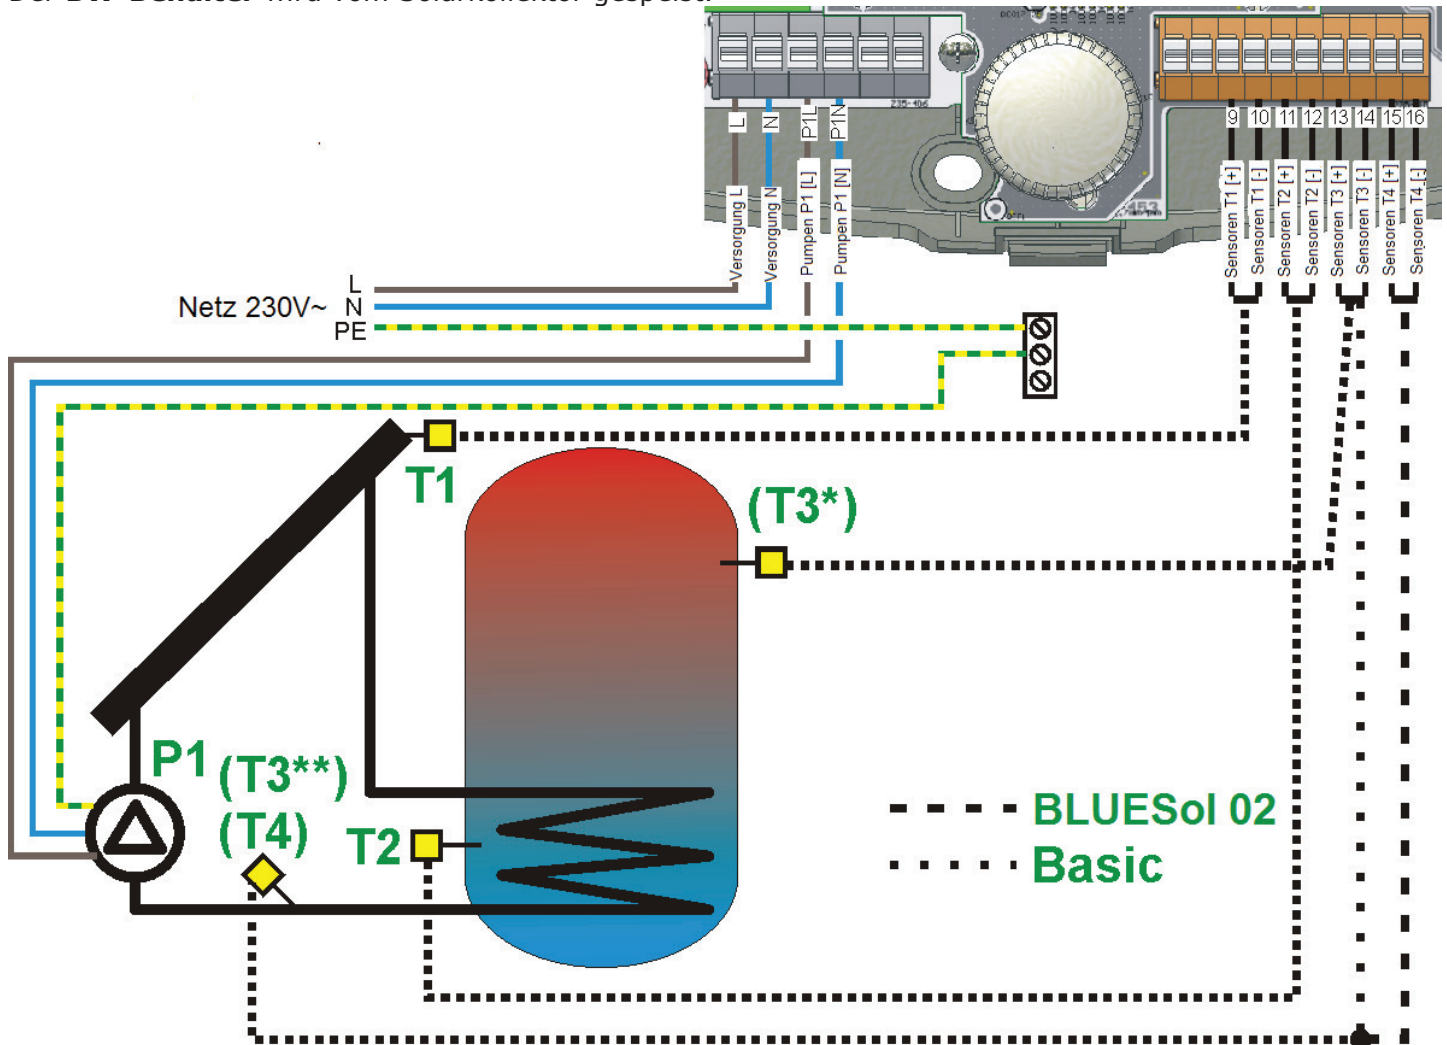 L
N
P1L
P1N
Versorgung L
Versorgung N
Pumpen P1 [L]
Pumpen P1 [N]
9 10 11 12 13 14 15 16
Sensoren T1 [+]
Sensoren T1 [-]
Sensoren T2 [+]
Sensoren T2 [-]
Sensoren T3 [+]
Sensoren T3 [-]
Sensoren T4 [+]
Sensoren T4 [-]
L
Netz 230V~ N
PE
T1
(T3*)
P1
(T3**)
(T4)
T2
BLUESol 02
Basic